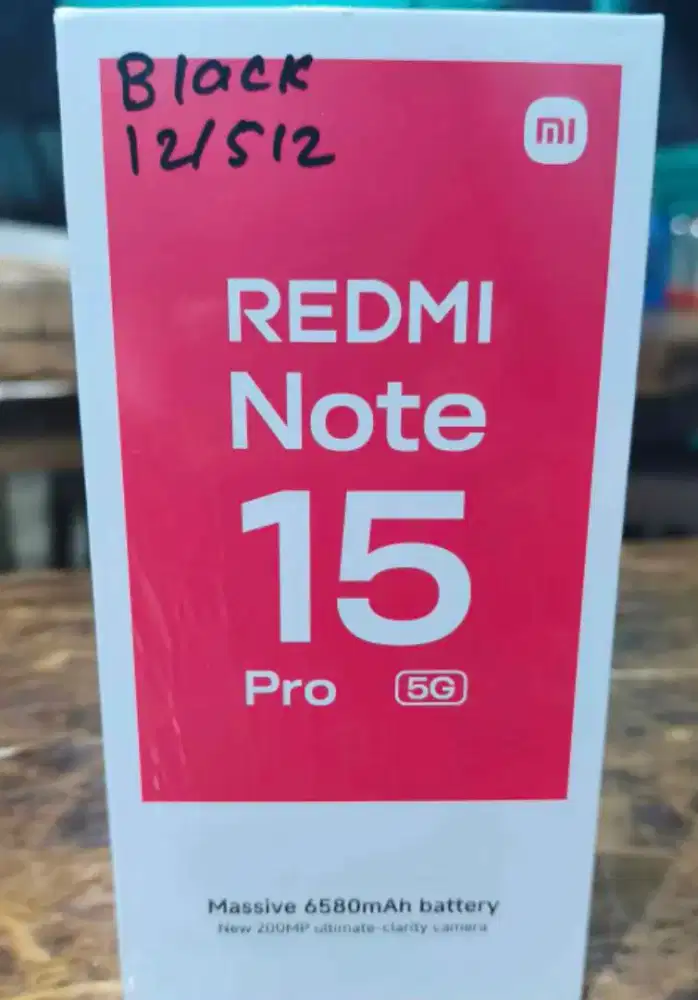 Black
12/512
mi
REDMI
Note
15
Pro 5G
Massive 6580mAh battery
New 200MP ultimate-clarity camera